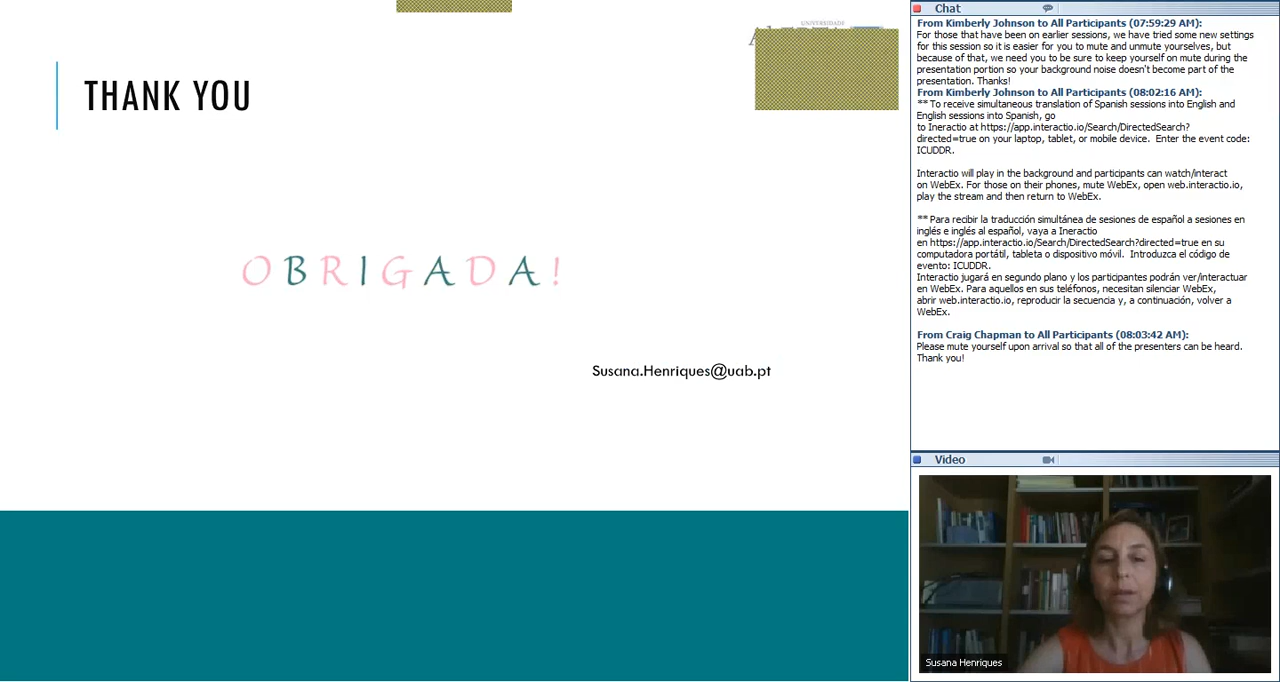 UNIVERSIDADE
THANK YOU
OBRIGADA!
Susana.Henriques@uab.pt
Chat
From Kimberly Johnson to All Participants (07:59:29 AM):
For those that have been on earlier sessions, we have tried some new settings
for this session so it is easier for you to mute and unmute yourselves, but
because of that, we need you to be sure to keep yourself on mute during the
presentation portion so your background noise doesn't become part of the
presentation. Thanks!
From Kimberly Johnson to All Participants (08:02:16 AM):
** To receive simultaneous translation of Spanish sessions into English and
English sessions into Spanish, go
to Ineractio at https://app.interactio.io/Search/DirectedSearch?
directed=true on your laptop, tablet, or mobile device. Enter the event code:
ICUDDR.
Interactio will play in the background and participants can watch/interact
on WebEx. For those on their phones, mute WebEx, open web.interactio.io,
play the stream and then return to WebEx.
** Para recibir la traducción simultánea de sesiones de español a sesiones en
inglés e inglés al español, vaya a Ineractio
en https://app.interactio.io/Search/DirectedSearch?directed=true en su
computadora portátil, tableta o dispositivo móvil. Introduzca el código de
evento: ICUDDR.
Interactio jugará en segundo plano y los participantes podrán ver/interactuar
en WebEx. Para aquellos en sus teléfonos, necesitan silenciar WebEx,
abrir web.interactio.io, reproducir la secuencia y, a continuación, volver a
WebEx.
From Craig Chapman to All Participants (08:03:42 AM):
Please mute yourself upon arrival so that all of the presenters can be heard.
Thank you!
Video
Susana Henriques